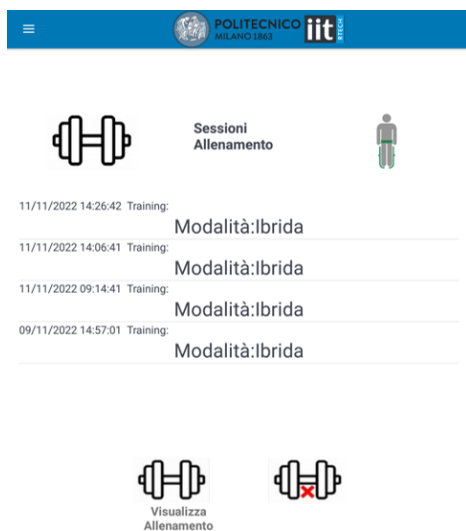 POLITECNICO
MILANO 1863
iit
RTECH
Sessioni
Allenamento
11/11/2022 14:26:42 Training:
Modalità:Ibrida
11/11/2022 14:06:41 Training:
Modalità:Ibrida
11/11/2022 09:14:41 Training:
Modalità:Ibrida
09/11/2022 14:57:01 Training:
Modalità:Ibrida
Visualizza
Allenamento